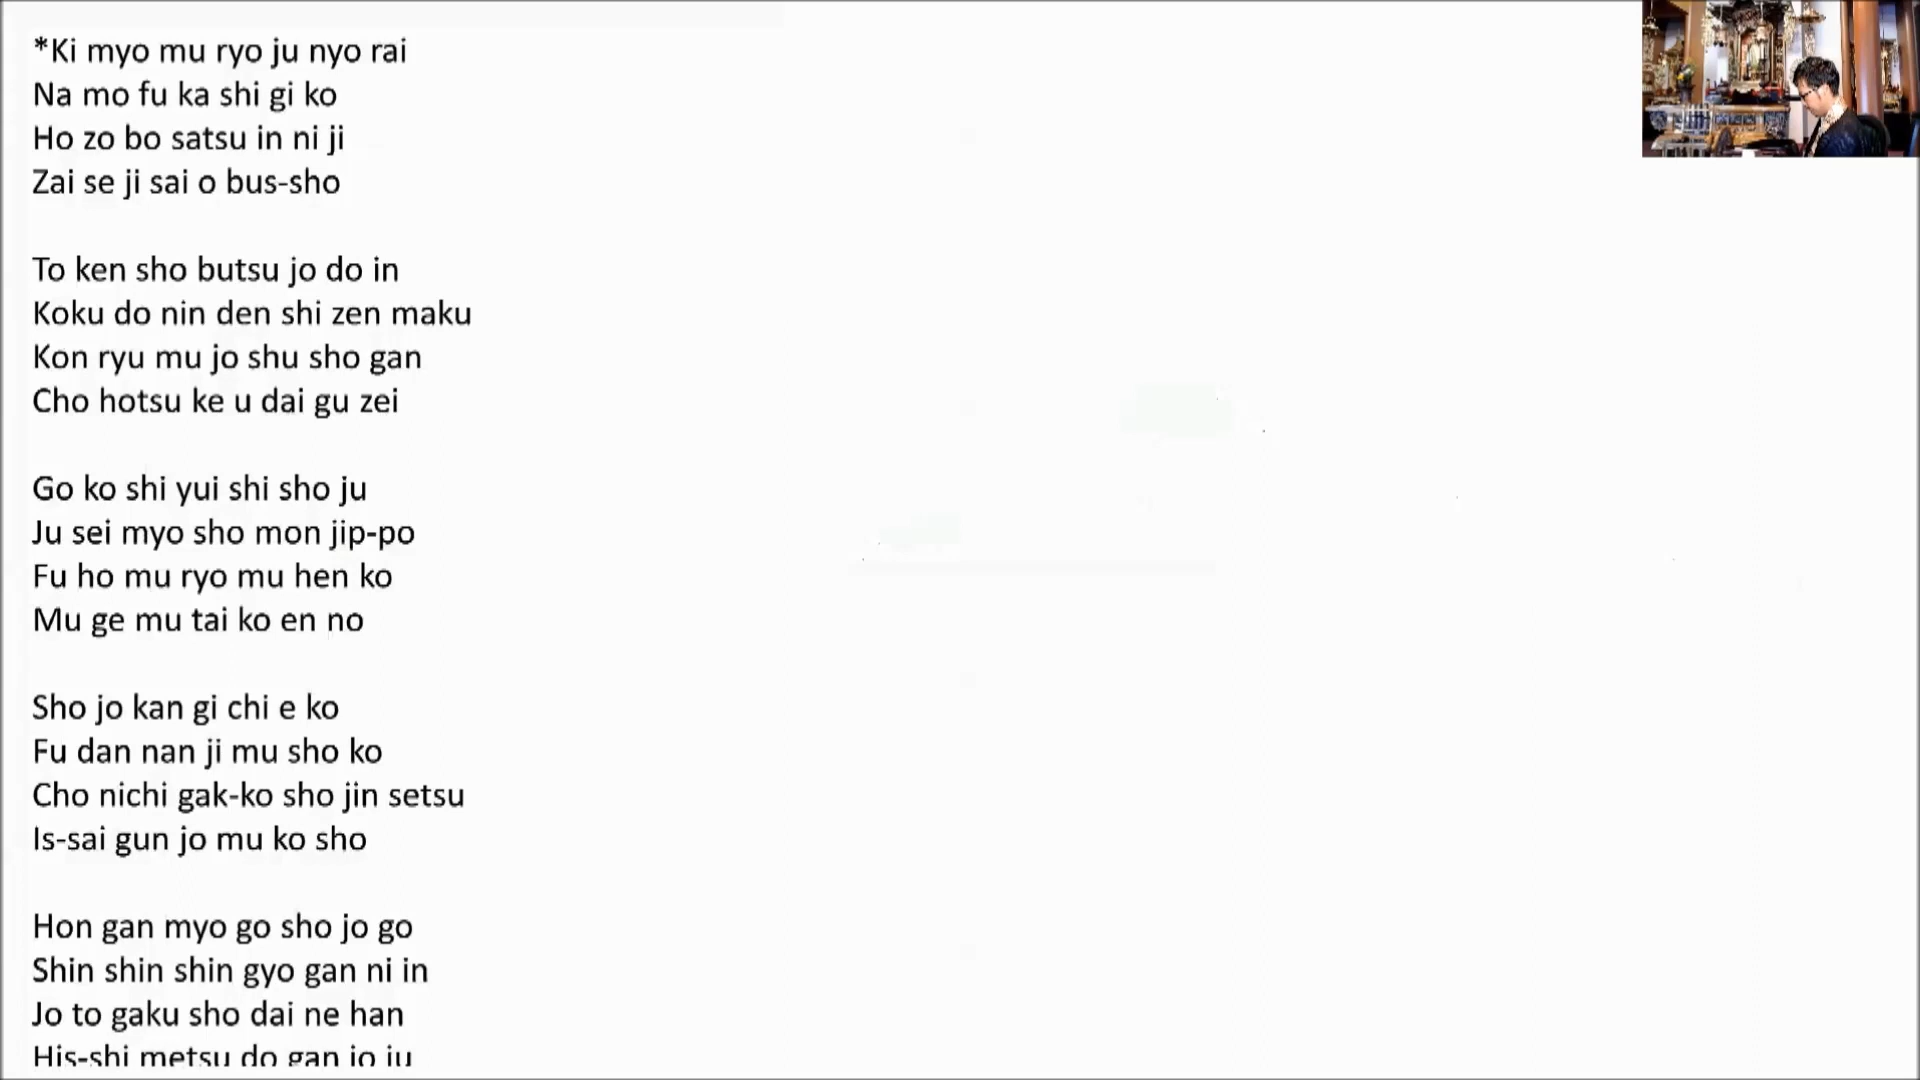 *Ki myo mu ryo ju nyo rai
Na mo fu ka shi gi ko
Ho zo bo satsu in ni ji
Zai se ji sai o bus-sho
To ken sho butsu jo do in
Koku do nin den shi zen maku
Kon ryu mu jo shu sho gan
Cho hotsu ke u dai gu zei
Go ko shi yui shi sho ju
Ju sei myo sho mon jip-po
Fu ho mu ryo mu hen ko
Mu ge mu tai ko en no
Sho jo kan gi chi e ko
Fu dan nan ji mu sho ko
Cho nichi gak-ko sho jin setsu
Is-sai gun jo mu ko sho
Hon gan myo go sho jo go
Shin shin shin gyo gan ni in
Jo to gaku sho dai ne han
His-shi metsu do gan jo ju